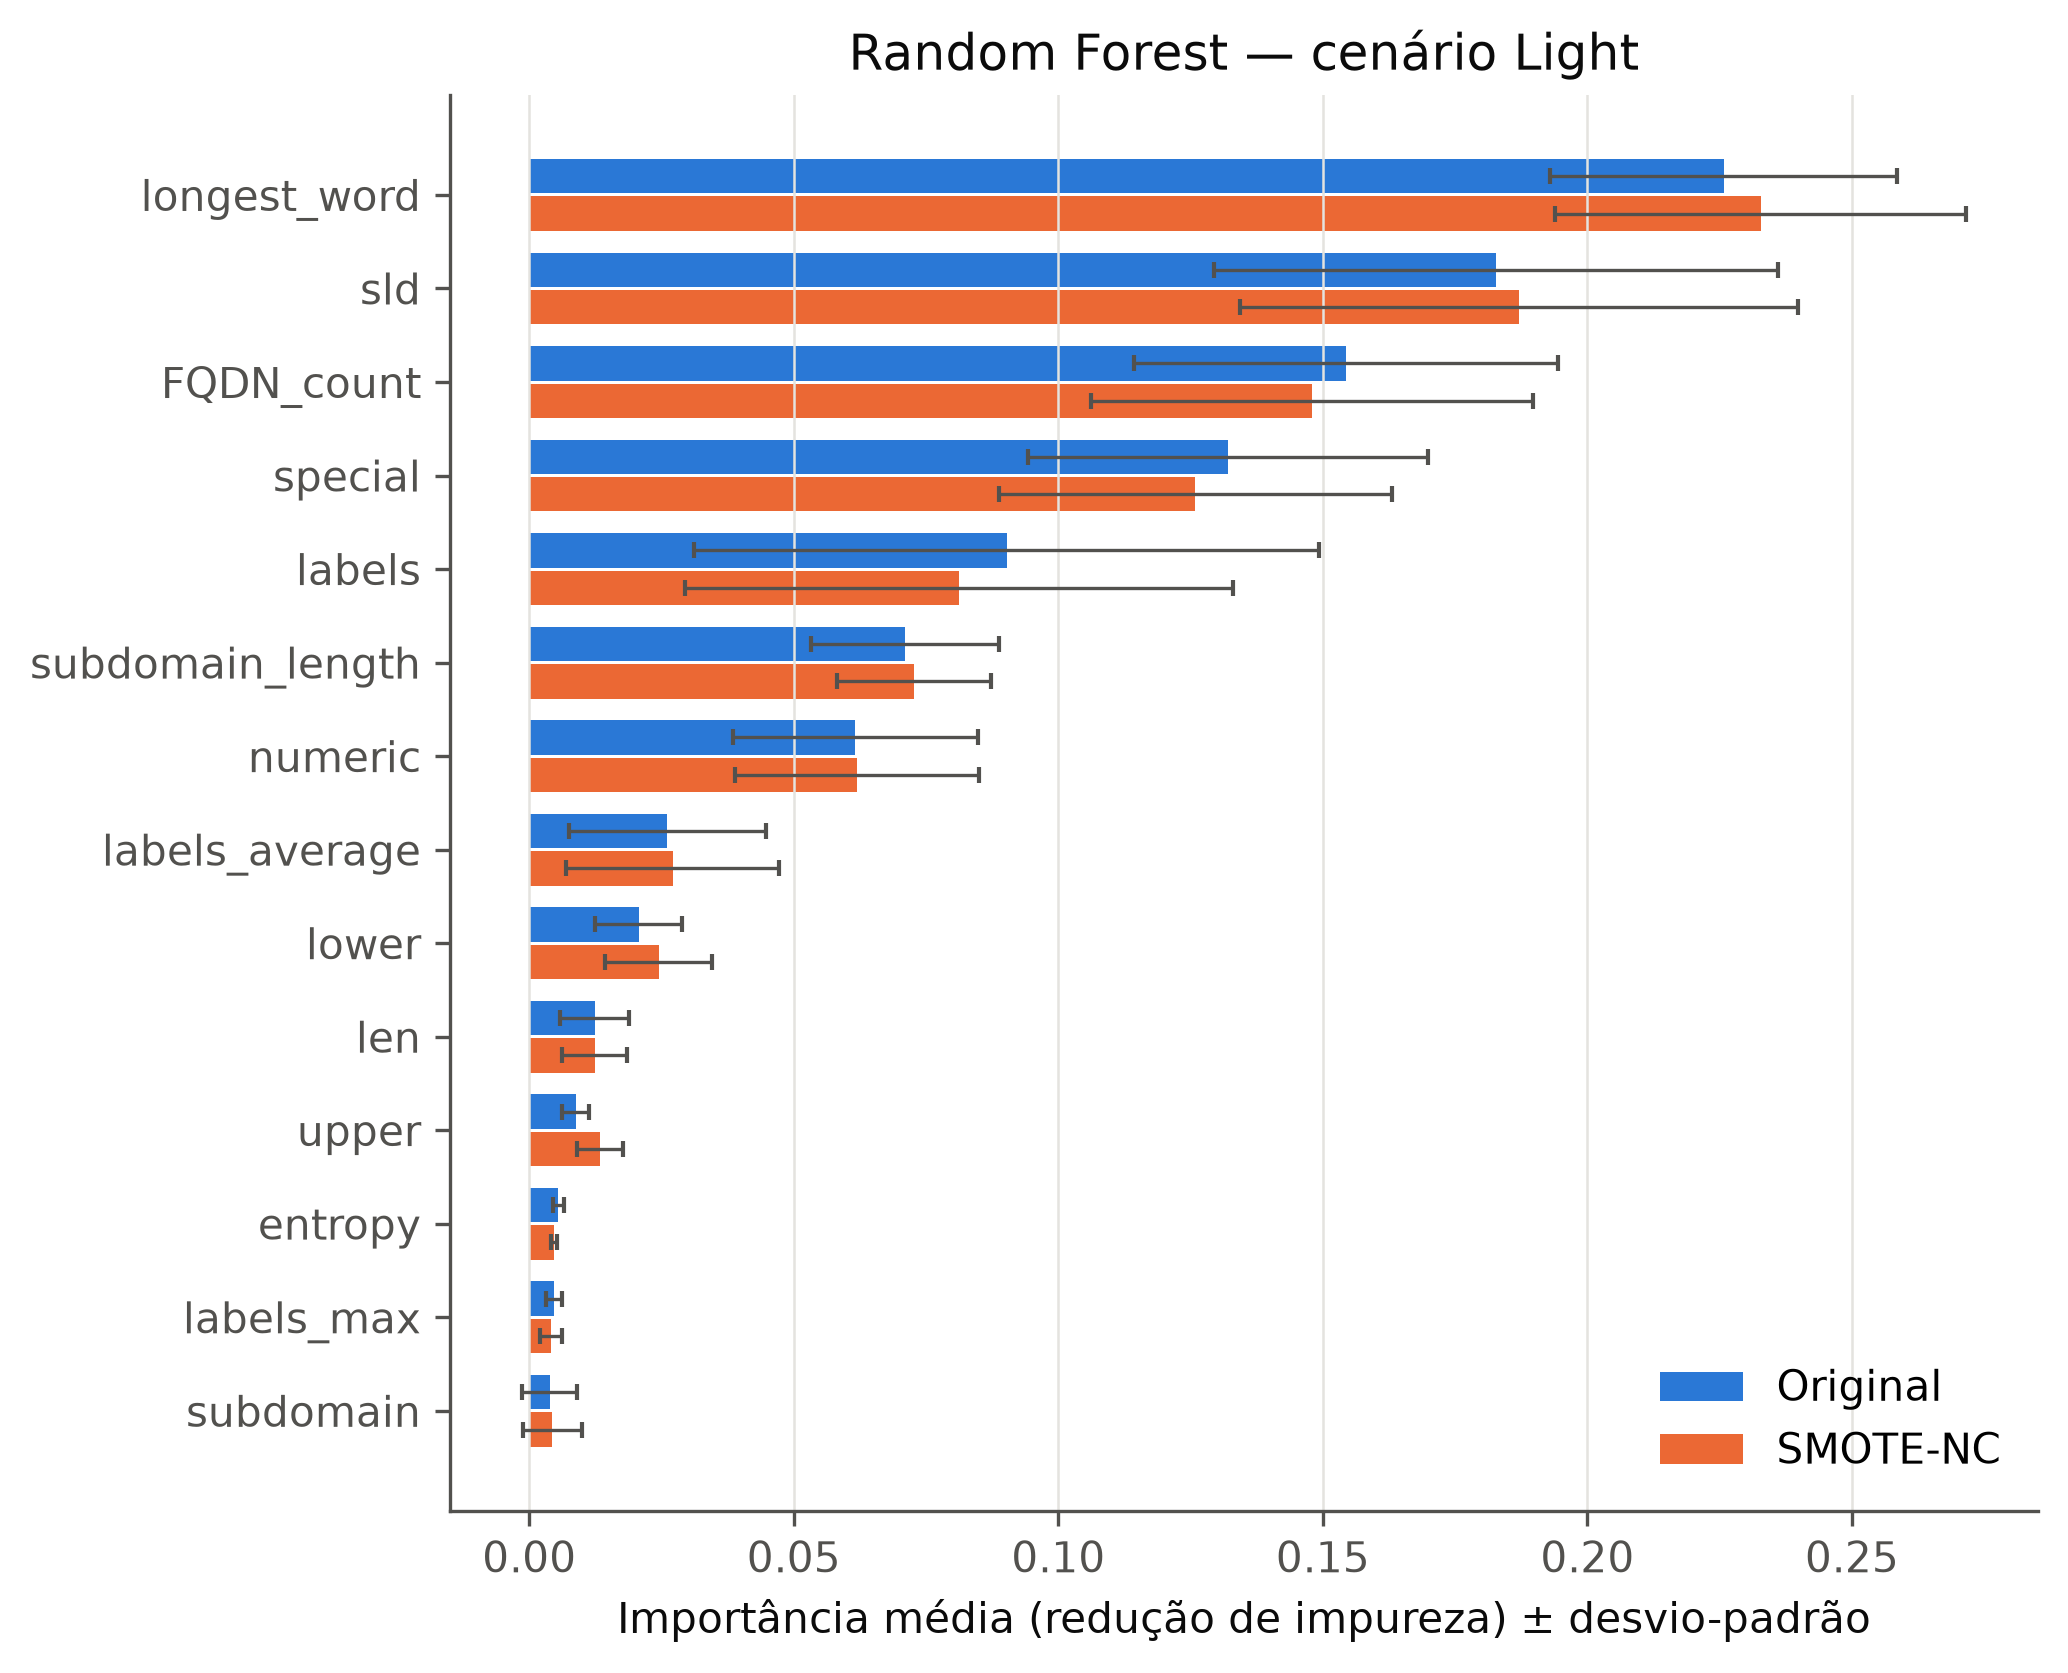 Random Forest — cenário Light
longest_word
sld
FQDN_count
special
labels
subdomain_length
numeric
labels_average
lower
len
upper
entropy
labels_max
subdomain
Original
SMOTE-NC
0.00 0.05 0.10 0.15 0.20 0.25
Importância média (redução de impureza) ± desvio-padrão